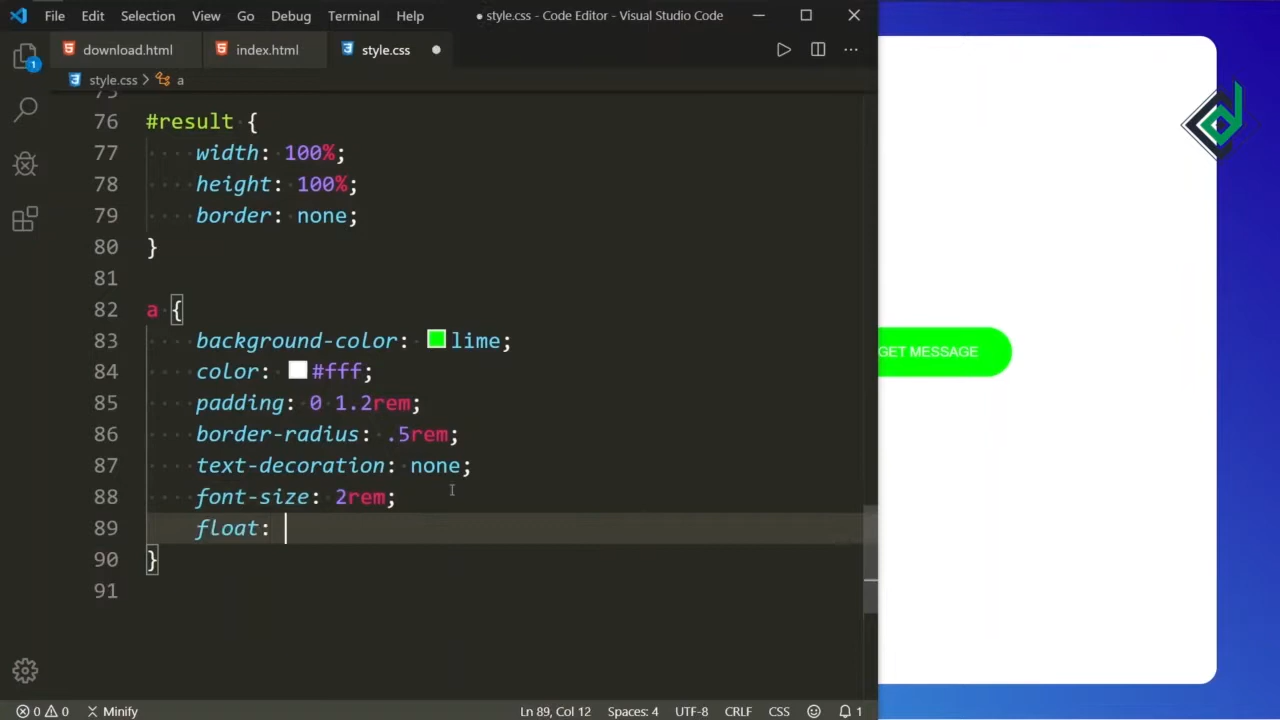 File Edit Selection View Go Debug Terminal Help ● style.css - Code Editor - Visual Studio Code
download.html index.html style.css
style.css > a
75
76 #result {
77 width: 100%;
78 height: 100%;
79 border: none;
80 }
81
82 a {
83 background-color: lime;
84 color: #fff;
85 padding: 0 1.2rem;
86 border-radius: .5rem;
87 text-decoration: none;
88 font-size: 2rem;
89 float:
90 }
91
GET MESSAGE
0 0 Minify Ln 89, Col 12 Spaces: 4 UTF-8 CRLF CSS 1
1